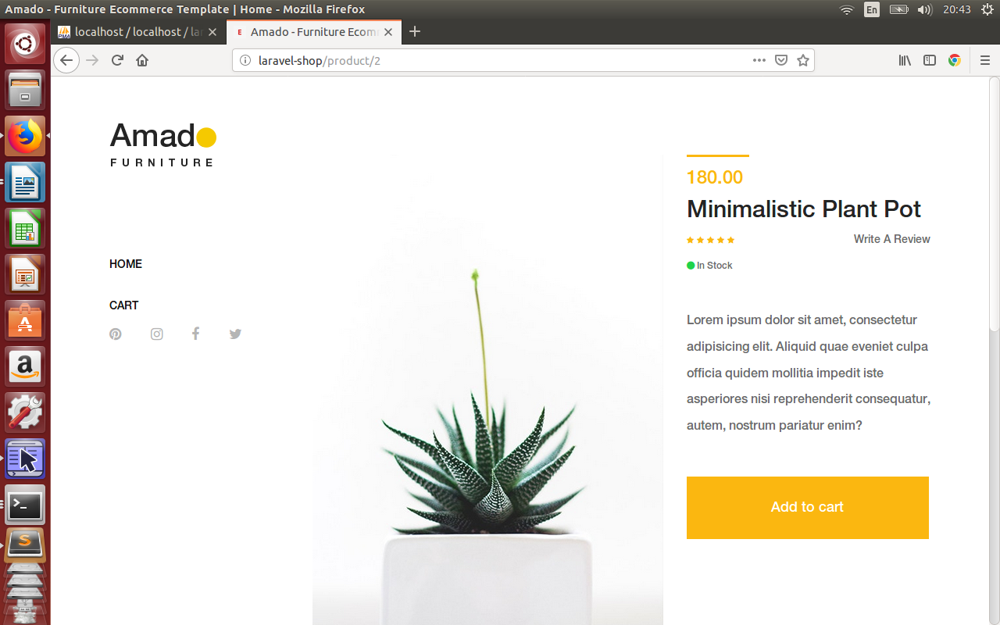 Amado - Furniture Ecommerce Template | Home - Mozilla Firefox
En
20:43
localhost / localhost / la
Amado - Furniture Ecom
laravel-shop/product/2
Amado
FURNITURE
HOME
CART
180.00
Minimalistic Plant Pot
Write A Review
In Stock
Lorem ipsum dolor sit amet, consectetur
adipisicing elit. Aliquid quae eveniet culpa
officia quidem mollitia impedit iste
asperiores nisi reprehenderit consequatur,
autem, nostrum pariatur enim?
Add to cart